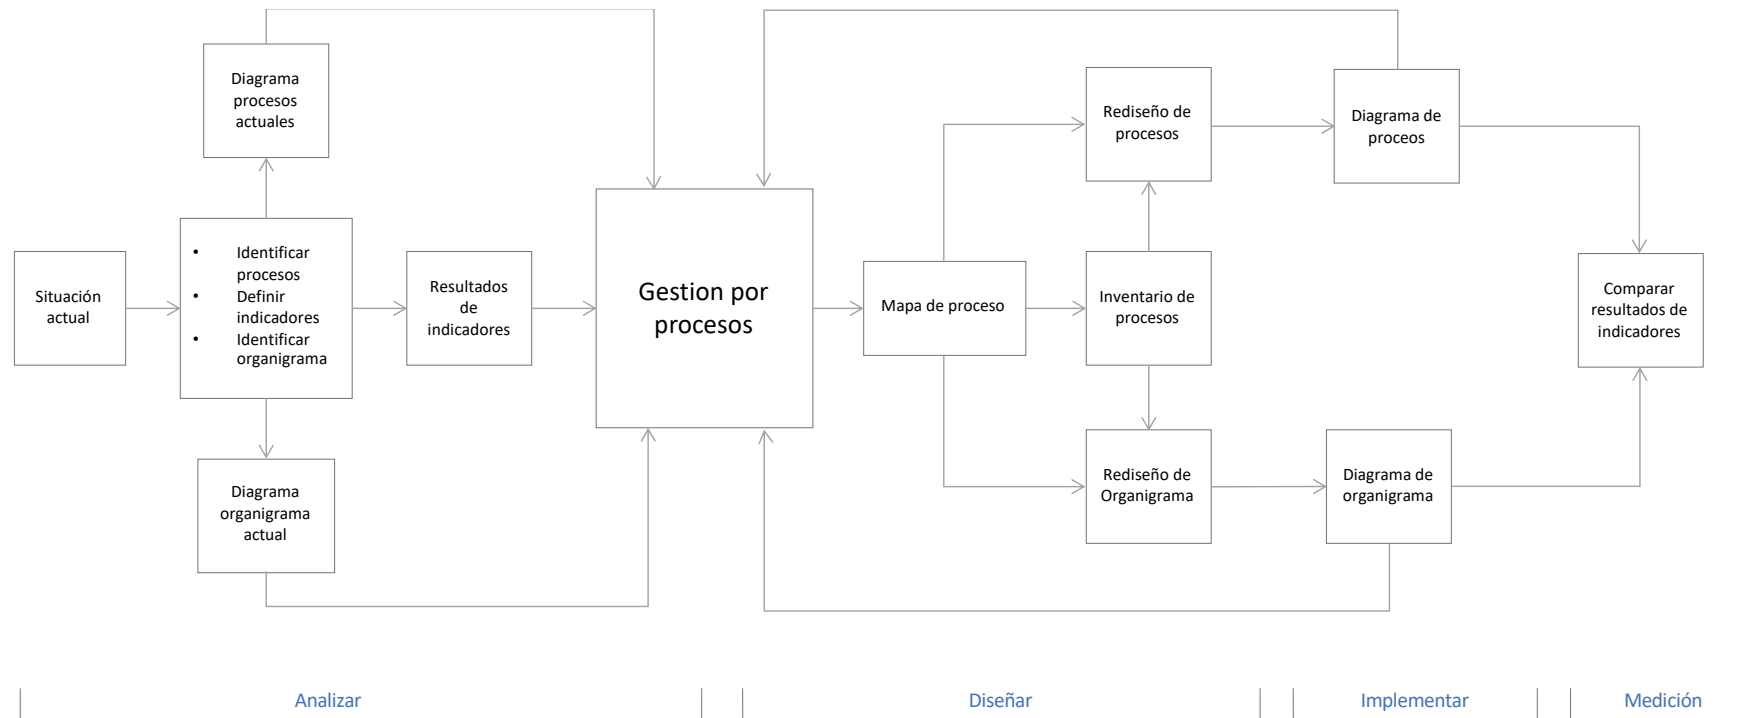 Diagrama
procesos
actuales
Situación
actual
• Identificar
procesos
• Definir
indicadores
• Identificar
organigrama
Resultados
de
indicadores
Diagrama
organigrama
actual
Gestion por
procesos
Mapa de proceso
Rediseño de
procesos
Inventario de
procesos
Rediseño de
Organigrama
Diagrama de
proceos
Diagrama de
organigrama
Comparar
resultados de
indicadores
Analizar
Diseñar
Implementar
Medición